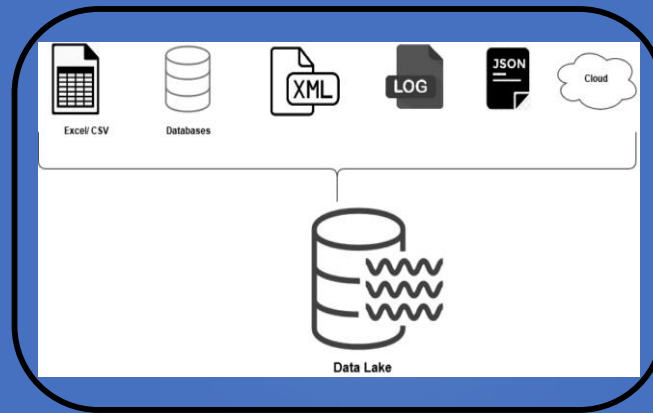 Excel/ CSV
Databases
XML
LOG
JSON
Cloud
Data Lake